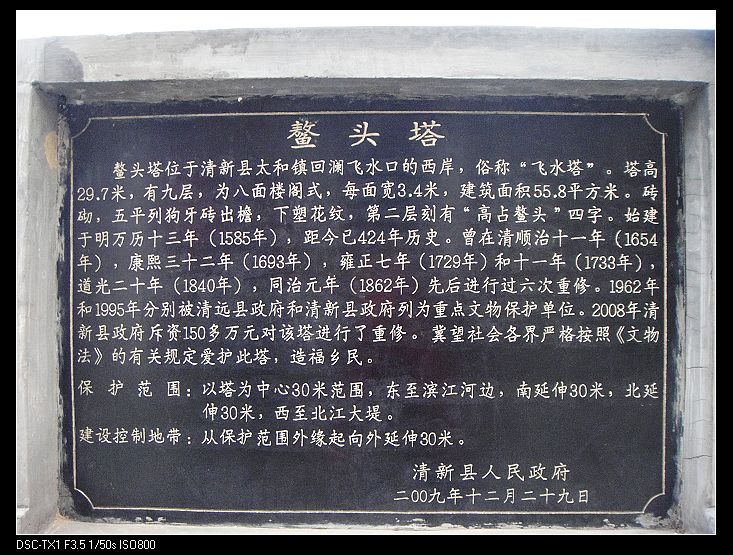 鳌头塔
鳌头塔位于清新县太和镇回澜飞水口的西岸，俗称“飞水塔”。塔高
29.7米，有九层，为八面楼阁式，每面宽3.4米，建筑面积55.8平方米。砖
砌，五平列狗牙砖出檐，下塑花纹，第二层刻有“高占鳌头”四字。始建
于明万历十三年（1585年），距今已424年历史。曾在清顺治十一年（1654
年），康熙三十二年（1693年），雍正七年（1729年）和十一年（1733年），
道光二十年（1840年），同治元年（1862年）先后进行过六次重修。1962年
和1995年分别被清远县政府和清新县政府列为重点文物保护单位。2008年清
新县政府斥资150多万元对该塔进行了重修。冀望社会各界严格按照《文物
法》的有关规定爱护此塔，造福乡民。
保护范围：以塔为中心30米范围，东至滨江河边，南延伸30米，北延
伸30米，西至北江大堤。
建设控制地带：从保护范围外缘起向外延伸30米。
清新县人民政府
二00九年十二月二十九日
DSC-TX1 F3.5 1/50s ISO800